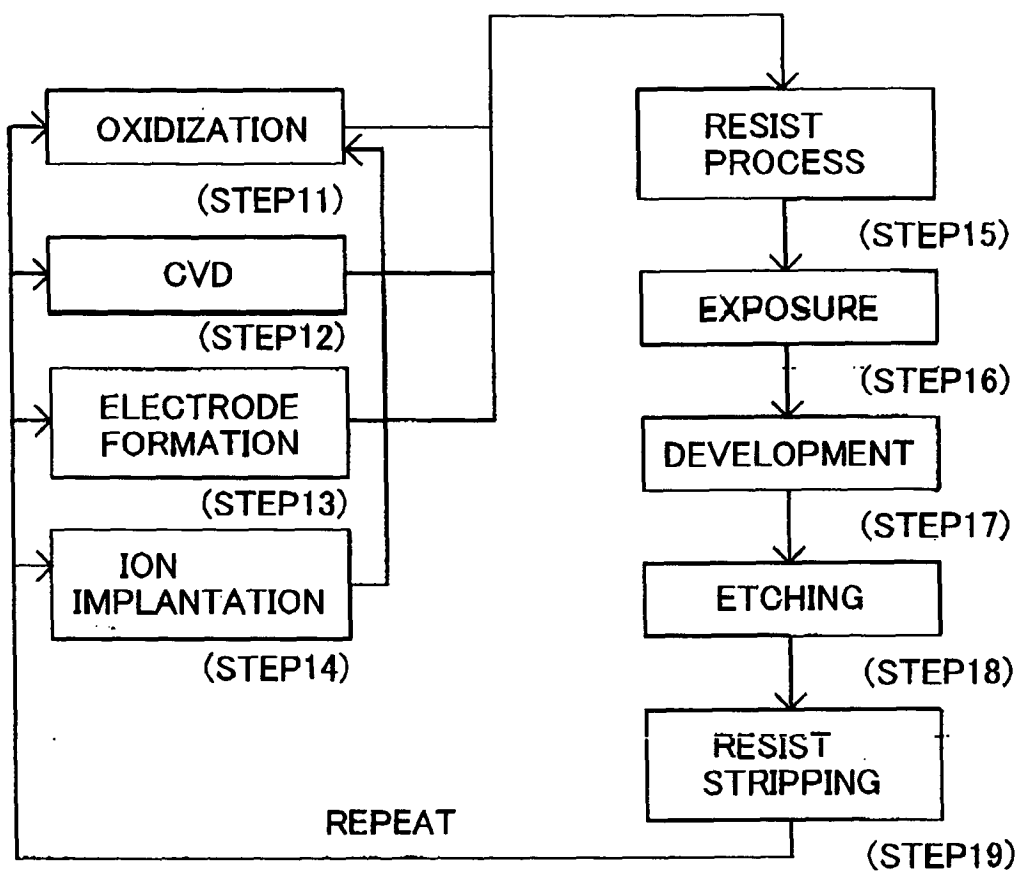 OXIDIZATION
(STEP11)
CVD
(STEP12)
ELECTRODE
FORMATION
(STEP13)
ION
IMPLANTATION
(STEP14)
RESIST
PROCESS
(STEP15)
EXPOSURE
(STEP16)
DEVELOPMENT
(STEP17)
ETCHING
(STEP18)
RESIST
STRIPPING
(STEP19)
REPEAT